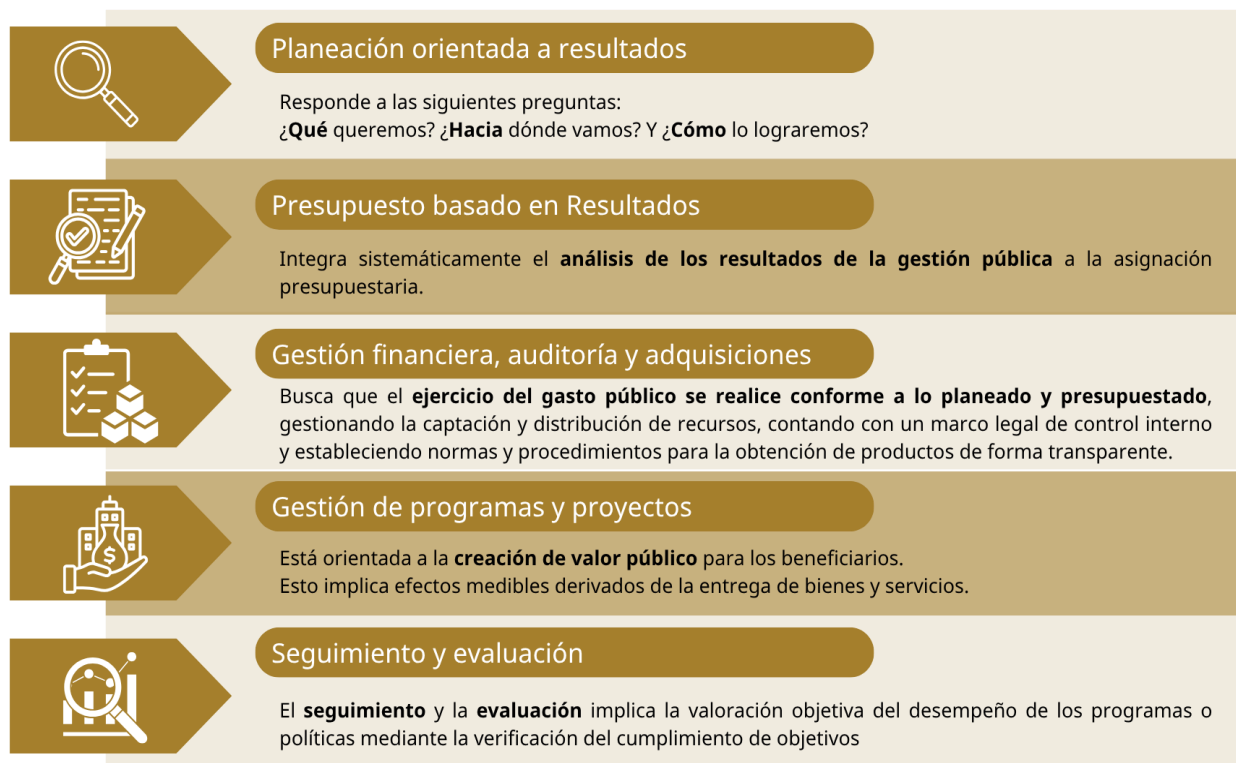 Planeación orientada a resultados
Responde a las siguientes preguntas:
¿Qué queremos? ¿Hacia dónde vamos? Y ¿Cómo lo lograremos?
Presupuesto basado en Resultados
Integra sistemáticamente el análisis de los resultados de la gestión pública a la asignación
presupuestaria.
Gestión financiera, auditoría y adquisiciones
Busca que el ejercicio del gasto público se realice conforme a lo planeado y presupuestado,
gestionando la captación y distribución de recursos, contando con un marco legal de control interno
y estableciendo normas y procedimientos para la obtención de productos de forma transparente.
$
Gestión de programas y proyectos
Está orientada a la creación de valor público para los beneficiarios.
Esto implica efectos medibles derivados de la entrega de bienes y servicios.
Seguimiento y evaluación
El seguimiento y la evaluación implica la valoración objetiva del desempeño de los programas o
políticas mediante la verificación del cumplimiento de objetivos